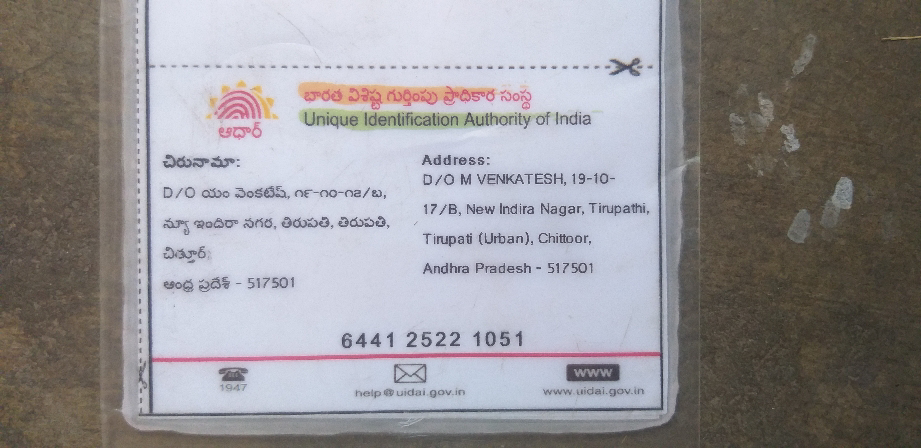 భారత విశిష్ట గుర్తింపు ప్రాధికార సంస్థ
ఆధార్
Unique Identification Authority of India
చిరునామా:
D/O యం వెంకటేష్, ౧౯-౧౦-౧౭/బ,
న్యూ ఇందిరా నగర, తిరుపతి, తిరుపతి,
చిత్తూర్,
ఆంధ్ర ప్రదేశ్ - 517501
Address:
D/O M VENKATESH, 19-10-
17/B, New Indira Nagar, Tirupathi,
Tirupati (Urban), Chittoor,
Andhra Pradesh - 517501
6441 2522 1051
1947
help@uidai.gov.in
www
www.uidai.gov.in